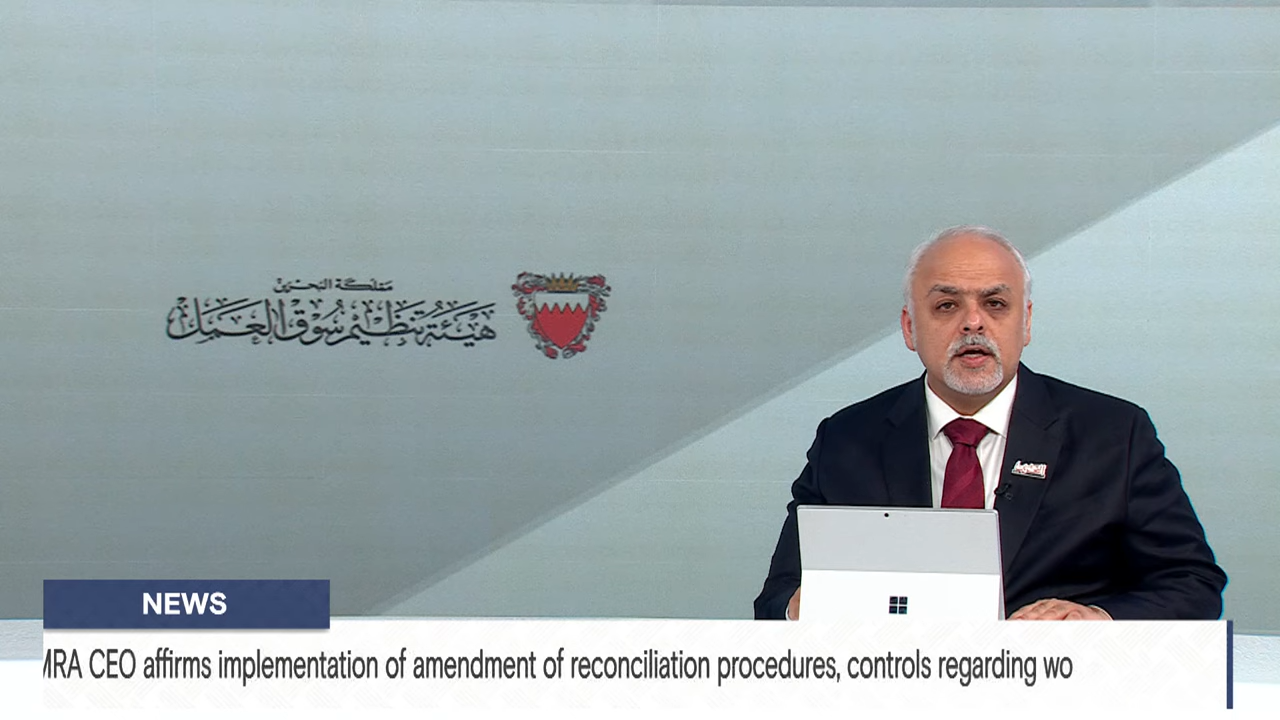 مملكة البحرين
هيئة تنظيم سوق العمل
NEWS
MRA CEO affirms implementation of amendment of reconciliation procedures, controls regarding wo